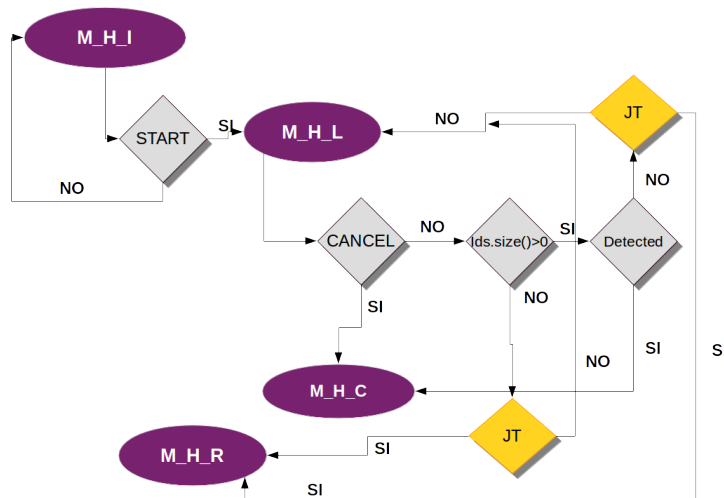 M_H_I
JT
NO
START
SI
M_H_L
NO
NO
CANCEL
NO
Ids.size()>0
SI
Detected
NO
SI
SI
S
NO
M_H_C
JT
SI
M_H_R
SI